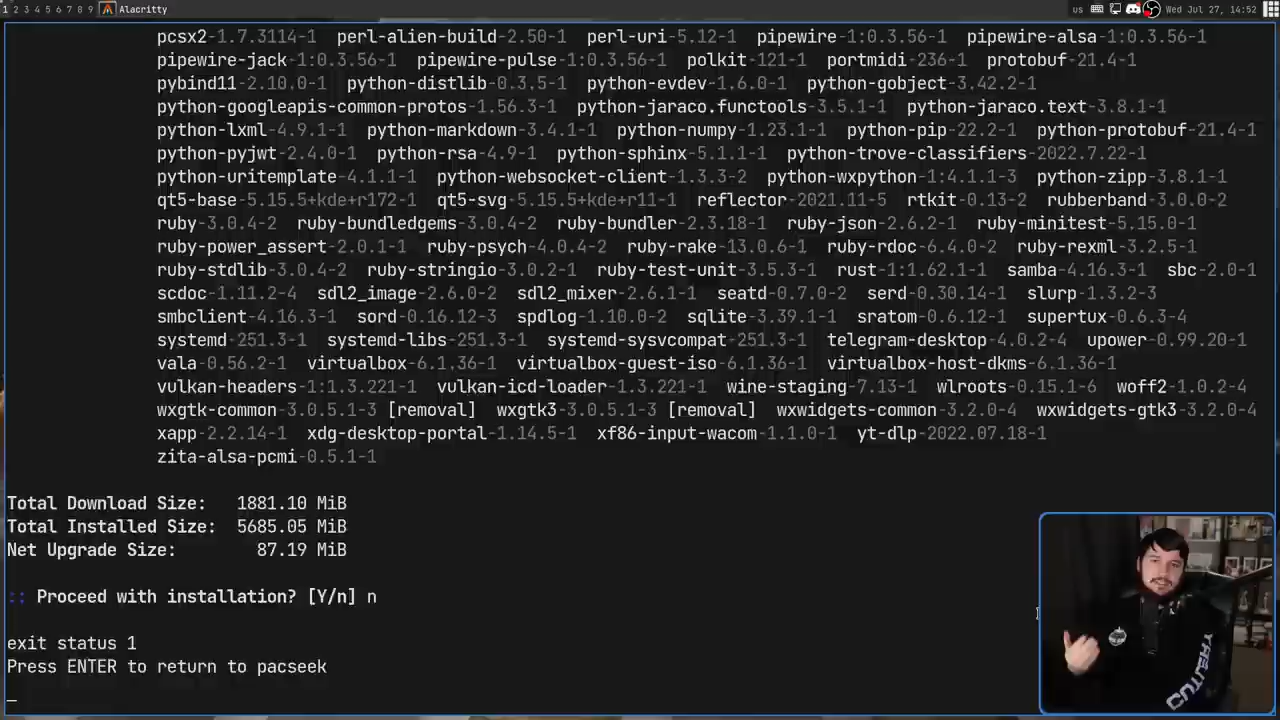 1 2 3 4 5 6 7 8 9 Alacritty us Wed Jul 27, 14:52
pcsx2-1.7.3114-1 perl-alien-build-2.50-1 perl-uri-5.12-1 pipewire-1:0.3.56-1 pipewire-alsa-1:0.3.56-1
pipewire-jack-1:0.3.56-1 pipewire-pulse-1:0.3.56-1 polkit-121-1 portmidi-236-1 protobuf-21.4-1
pybind11-2.10.0-1 python-distlib-0.3.5-1 python-evdev-1.6.0-1 python-gobject-3.42.2-1
python-googleapis-common-protos-1.56.3-1 python-jaraco.functools-3.5.1-1 python-jaraco.text-3.8.1-1
python-lxml-4.9.1-1 python-markdown-3.4.1-1 python-numpy-1.23.1-1 python-pip-22.2-1 python-protobuf-21.4-1
python-pyjwt-2.4.0-1 python-rsa-4.9-1 python-sphinx-5.1.1-1 python-trove-classifiers-2022.7.22-1
python-uritemplate-4.1.1-1 python-websocket-client-1.3.3-2 python-wxpython-1:4.1.1-3 python-zipp-3.8.1-1
qt5-base-5.15.5+kde+r172-1 qt5-svg-5.15.5+kde+r11-1 reflector-2021.11-5 rtkit-0.13-2 rubberband-3.0.0-2
ruby-3.0.4-2 ruby-bundledgems-3.0.4-2 ruby-bundler-2.3.18-1 ruby-json-2.6.2-1 ruby-minitest-5.15.0-1
ruby-power_assert-2.0.1-1 ruby-psych-4.0.4-2 ruby-rake-13.0.6-1 ruby-rdoc-6.4.0-2 ruby-rexml-3.2.5-1
ruby-stdlib-3.0.4-2 ruby-stringio-3.0.2-1 ruby-test-unit-3.5.3-1 rust-1:1.62.1-1 samba-4.16.3-1 sbc-2.0-1
scdoc-1.11.2-4 sdl2_image-2.6.0-2 sdl2_mixer-2.6.1-1 seatd-0.7.0-2 serd-0.30.14-1 slurp-1.3.2-3
smbclient-4.16.3-1 sord-0.16.12-3 spdlog-1.10.0-2 sqlite-3.39.1-1 sratom-0.6.12-1 supertux-0.6.3-4
systemd-251.3-1 systemd-libs-251.3-1 systemd-sysvcompat-251.3-1 telegram-desktop-4.0.2-4 upower-0.99.20-1
vala-0.56.2-1 virtualbox-6.1.36-1 virtualbox-guest-iso-6.1.36-1 virtualbox-host-dkms-6.1.36-1
vulkan-headers-1:1.3.221-1 vulkan-icd-loader-1.3.221-1 wine-staging-7.13-1 wlroots-0.15.1-6 woff2-1.0.2-4
wxgtk-common-3.0.5.1-3 [removal] wxgtk3-3.0.5.1-3 [removal] wxwidgets-common-3.2.0-4 wxwidgets-gtk3-3.2.0-4
xapp-2.2.14-1 xdg-desktop-portal-1.14.5-1 xf86-input-wacom-1.1.0-1 yt-dlp-2022.07.18-1
zita-alsa-pcmi-0.5.1-1
Total Download Size: 1881.10 MiB
Total Installed Size: 5685.05 MiB
Net Upgrade Size: 87.19 MiB
:: Proceed with installation? [Y/n] n
exit status 1
Press ENTER to return to pacseek